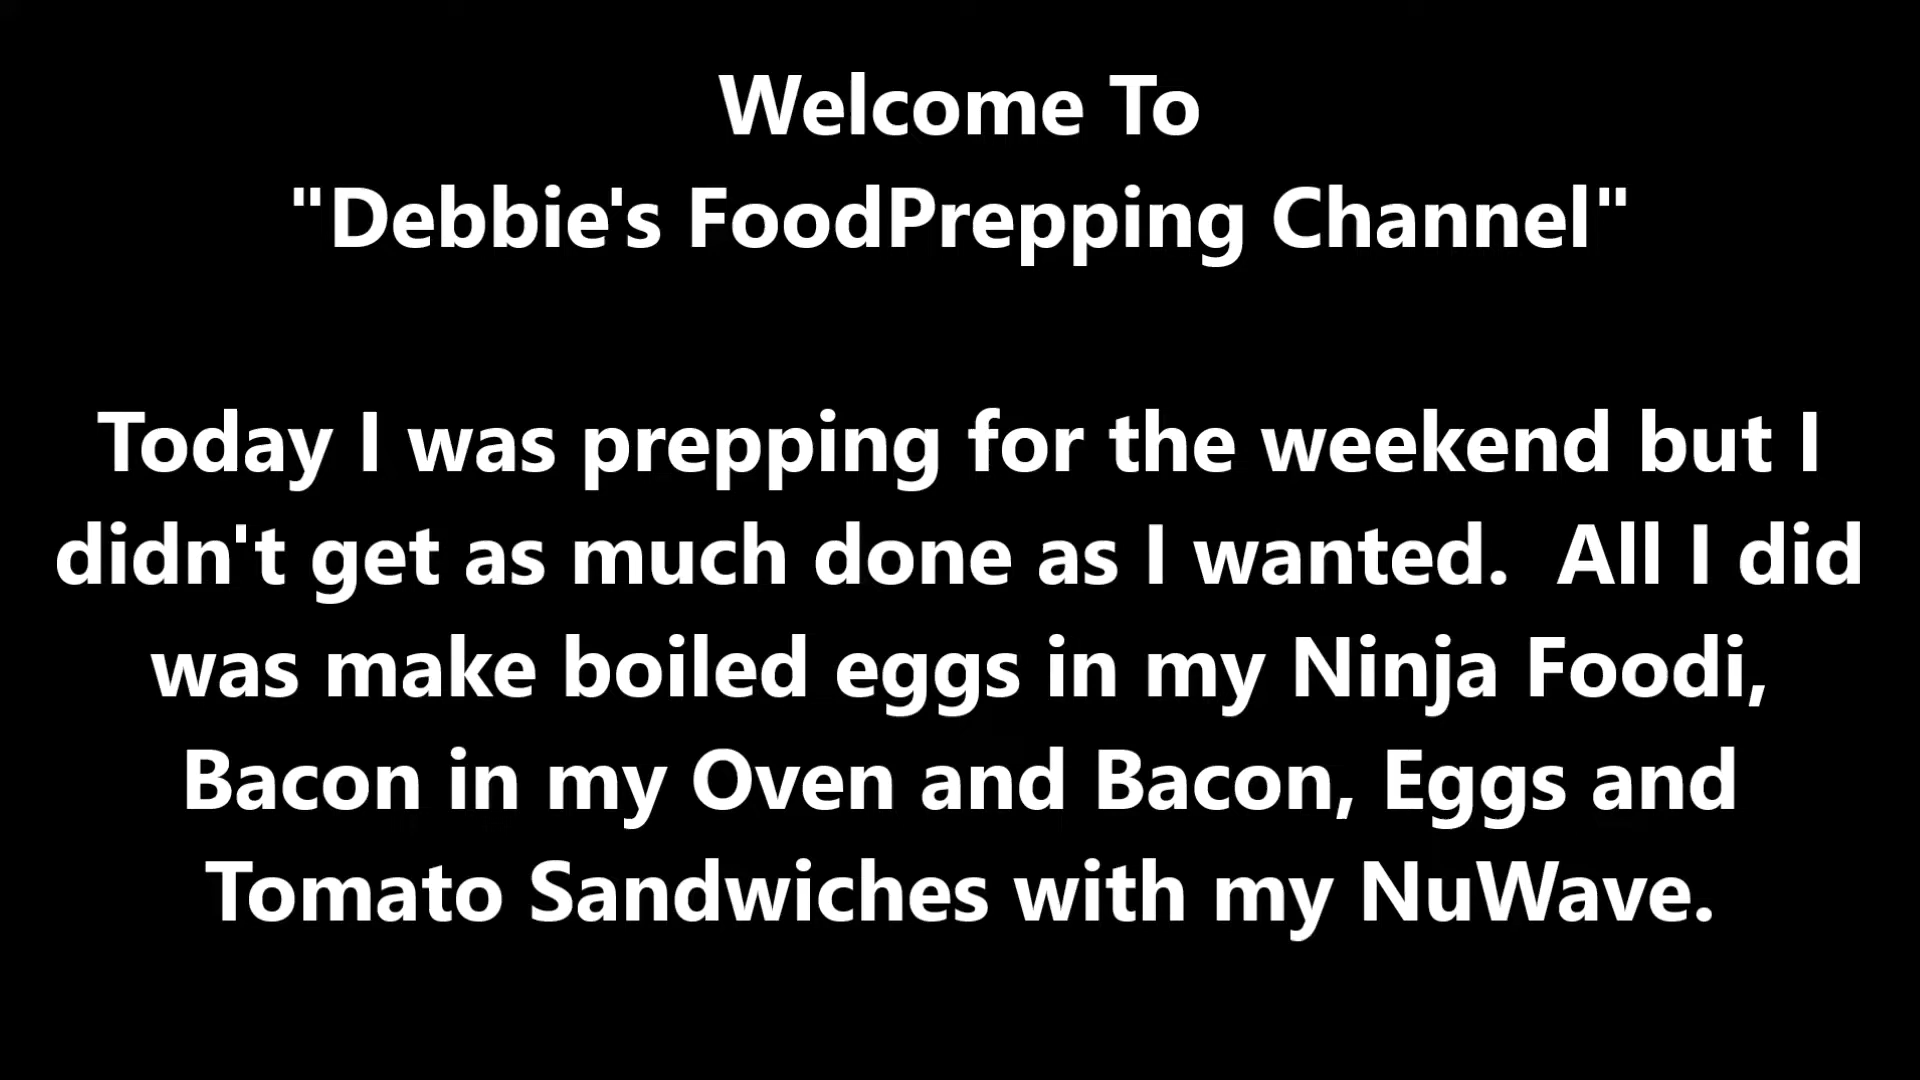 Welcome To
"Debbie's FoodPrepping Channel"
Today I was prepping for the weekend but I
didn't get as much done as I wanted.  All I did
was make boiled eggs in my Ninja Foodi,
Bacon in my Oven and Bacon, Eggs and
Tomato Sandwiches with my NuWave.